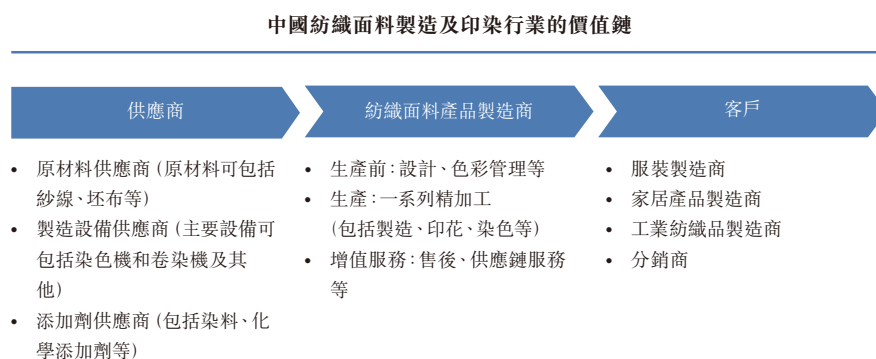 中國紡織面料製造及印染行業的價值鏈
供應商
• 原材料供應商（原材料可包括
紗線、坯布等）
• 製造設備供應商（主要設備可
包括染色機和卷染機及其
他）
• 添加劑供應商（包括染料、化
學添加劑等）
紡織面料產品製造商
• 生產前：設計、色彩管理等
• 生產：一系列精加工
（包括製造、印花、染色等）
• 增值服務：售後、供應鏈服務
等
客戶
• 服裝製造商
• 家居產品製造商
• 工業紡織品製造商
• 分銷商